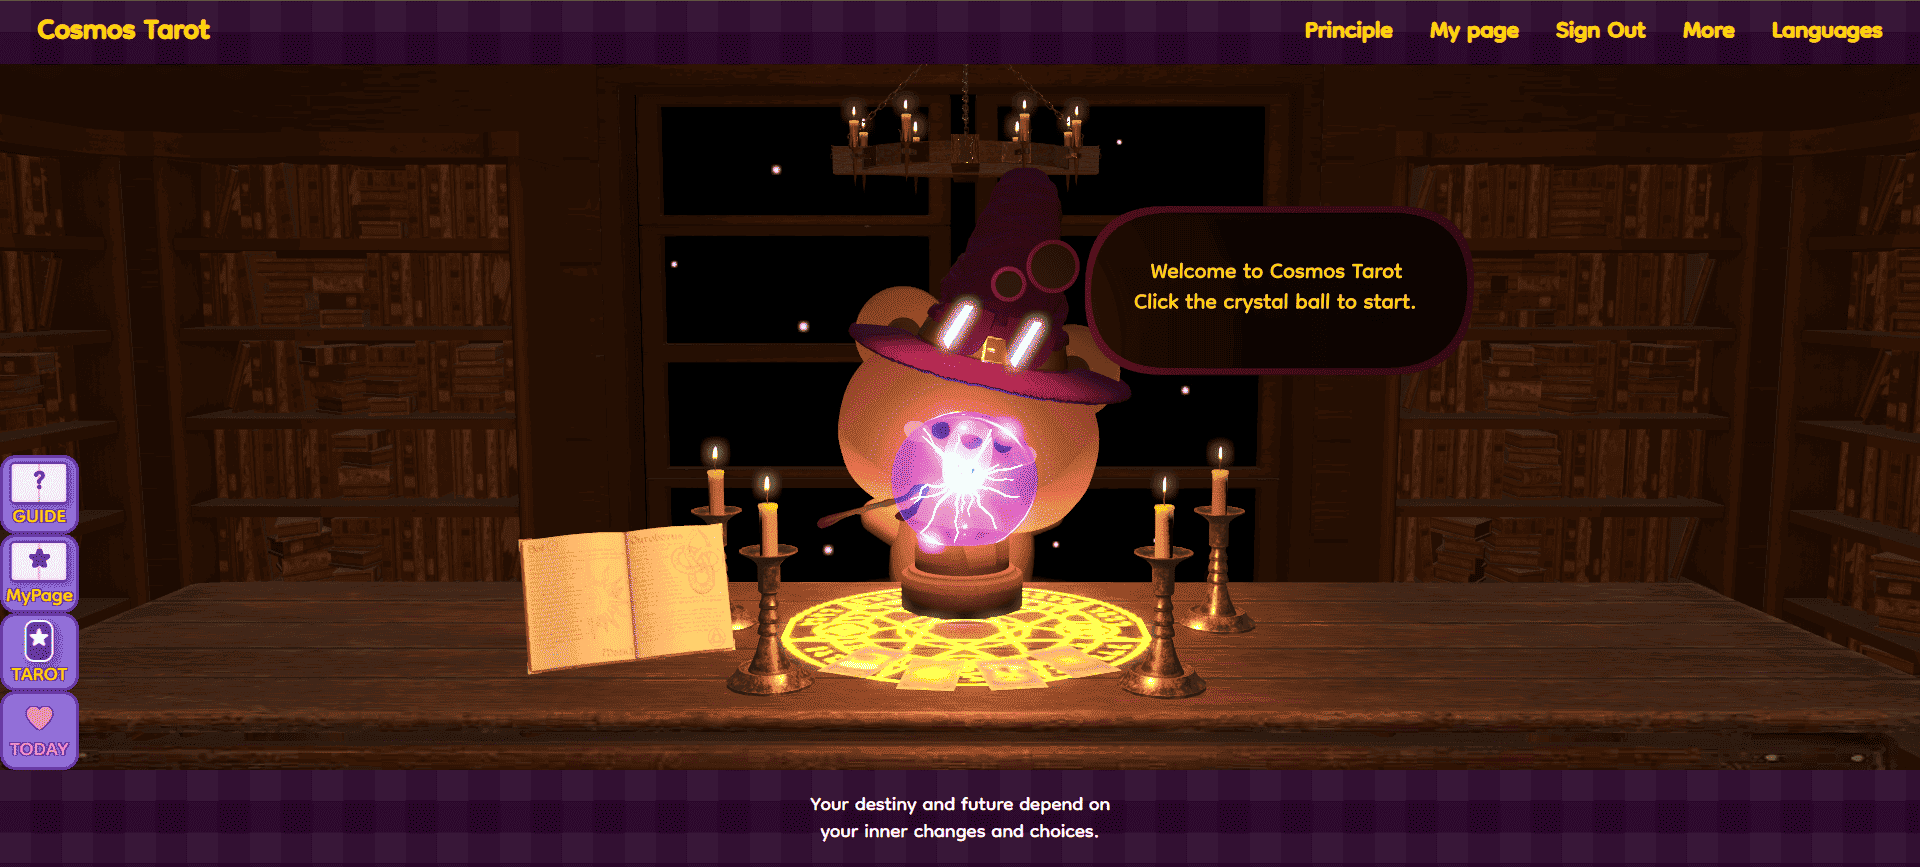 Cosmos Tarot
Principle
My page
Sign Out
More
Languages
Welcome to Cosmos Tarot
Click the crystal ball to start.
?
GUIDE
MyPage
TAROT
TODAY
Your destiny and future depend on
your inner changes and choices.